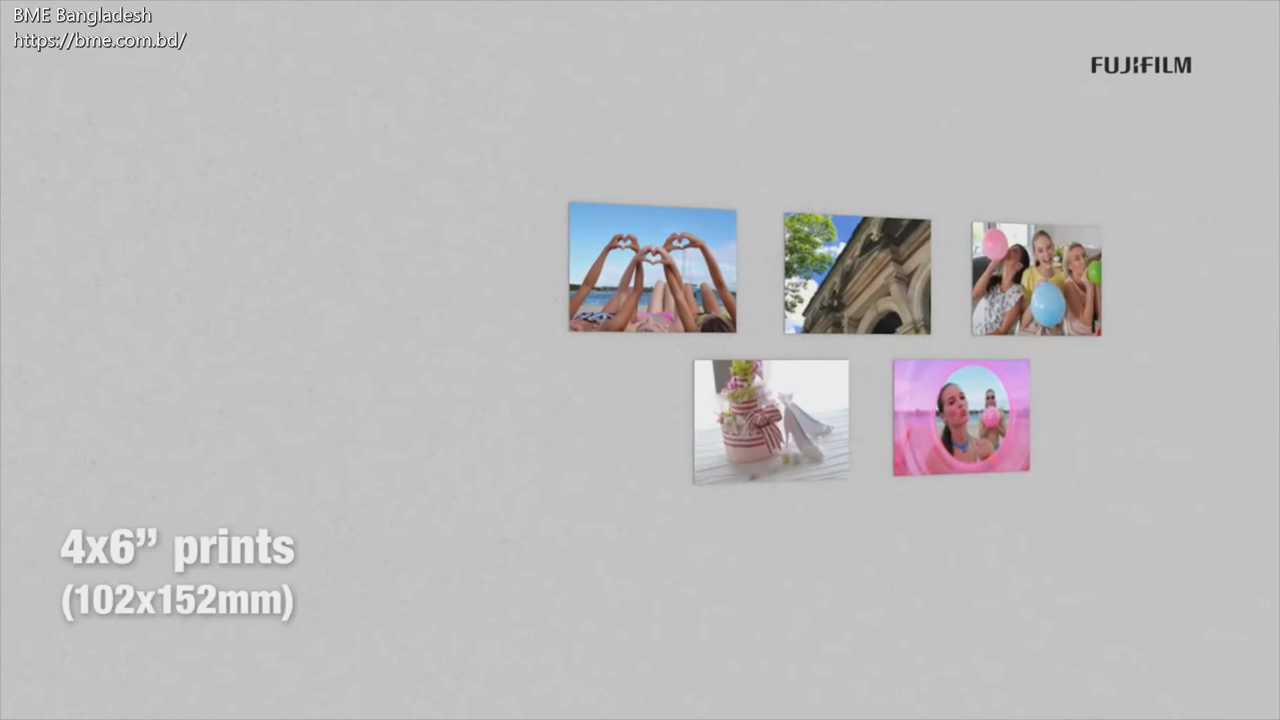 BME Bangladesh
https://bme.com.bd/
FUJIFILM
4x6” prints
(102x152mm)